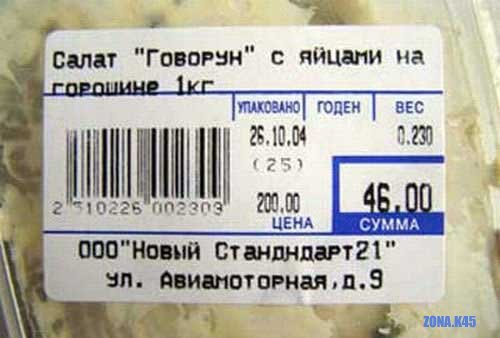 Салат "Говорун" с яйцами на
горошине 1кг
УПАКОВАНО ГОДЕН ВЕС
26.10.04 0.230
(25)
2 510226 002309
200.00 46.00
ЦЕНА СУММА
ООО"Новый Стандндарт21"
ул. Авиамоторная,д.9
ZONA.K45